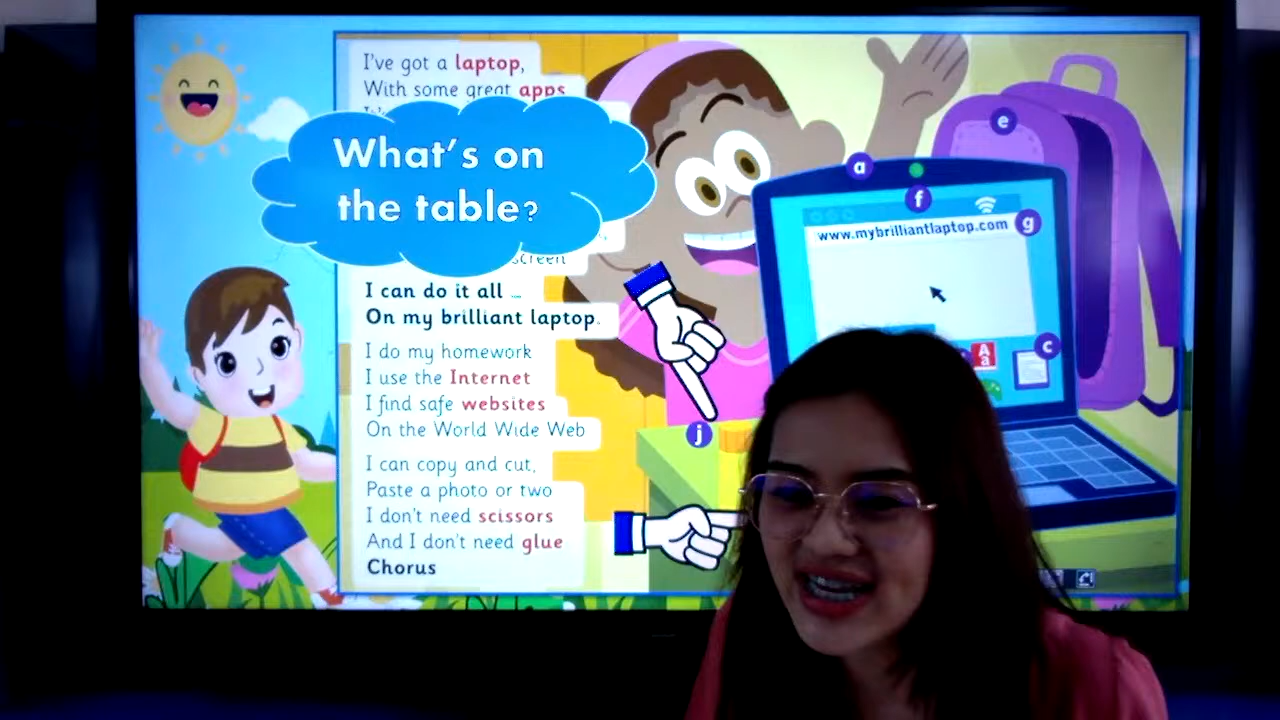 I've got a laptop,
With some great apps
What's on
the table?
screen
I can do it all ...
On my brilliant laptop.
I do my homework
I use the Internet
I find safe websites
On the World Wide Web
I can copy and cut,
Paste a photo or two
I don't need scissors
And I don't need glue
Chorus
e
a
f
g
www.mybrilliantlaptop.com
c
A
a
j